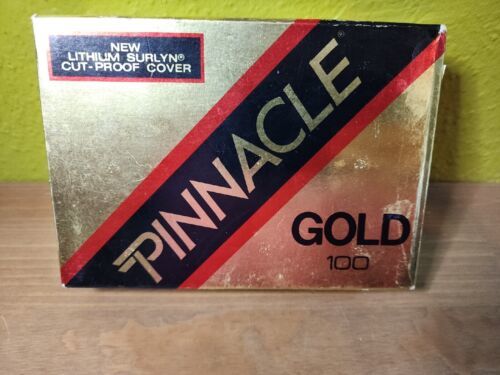 NEW
LITHIUM SURLYN®
CUT-PROOF COVER
PINNACLE®
GOLD
100